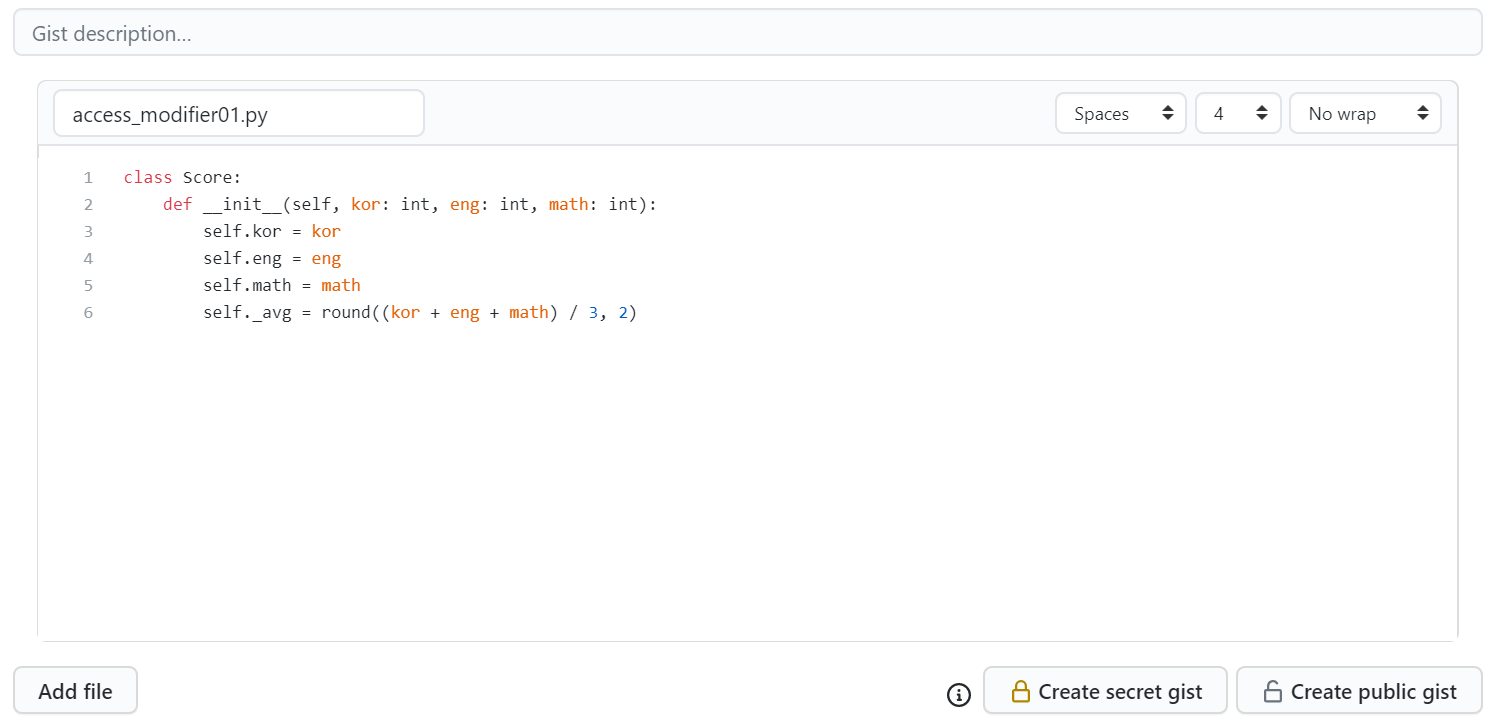 Gist description...
access_modifier01.py
Spaces 4 No wrap
1 class Score:
2     def __init__(self, kor: int, eng: int, math: int):
3         self.kor = kor
4         self.eng = eng
5         self.math = math
6         self._avg = round((kor + eng + math) / 3, 2)
Add file Create secret gist Create public gist